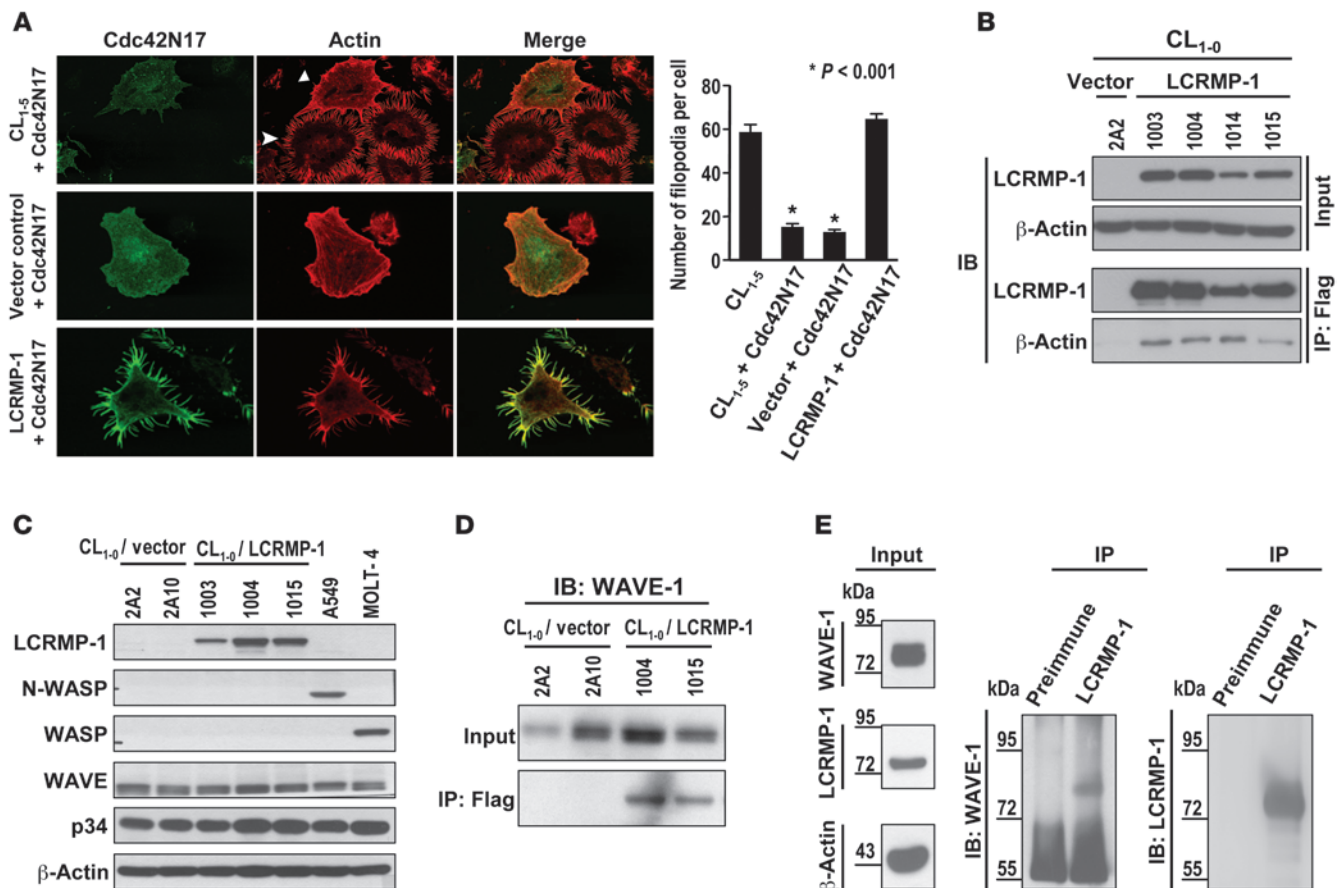 A
Cdc42N17 Actin Merge
CL1-5 + Cdc42N17
Vector control + Cdc42N17
LCRMP-1 + Cdc42N17
Number of filopodia per cell
80
60
40
20
0
* P < 0.001
*
*
CL1-5
CL1-5 + Cdc42N17
Vector + Cdc42N17
LCRMP-1 + Cdc42N17
B
CL1-0
Vector LCRMP-1
2A2 1003 1004 1014 1015
IB
LCRMP-1
β-Actin
Input
LCRMP-1
β-Actin
IP: Flag
C
CL1-0 / vector CL1-0 / LCRMP-1
2A2 2A10 1003 1004 1015 A549 MOLT-4
LCRMP-1
N-WASP
WASP
WAVE
p34
β-Actin
D
IB: WAVE-1
CL1-0 / vector CL1-0 / LCRMP-1
2A2 2A10 1004 1015
Input
IP: Flag
E
Input
kDa
WAVE-1
95
72
LCRMP-1
95
72
β-Actin
43
IP
Preimmune LCRMP-1
kDa
IB: WAVE-1
95
72
55
IP
Preimmune LCRMP-1
kDa
IB: LCRMP-1
95
72
55